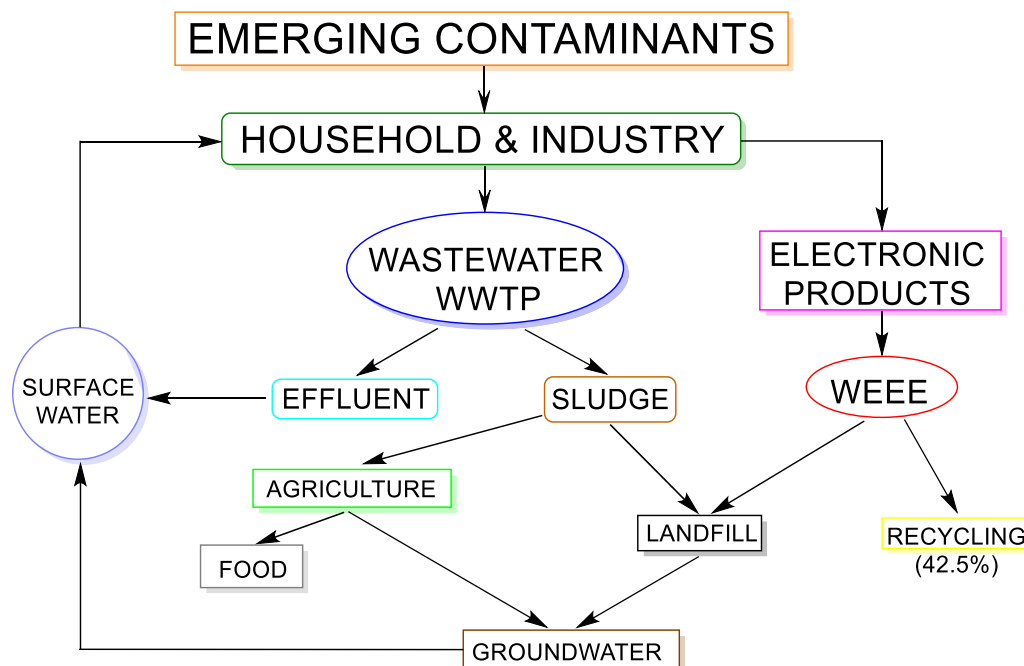 EMERGING CONTAMINANTS
HOUSEHOLD & INDUSTRY
WASTEWATER
WWTP
ELECTRONIC
PRODUCTS
SURFACE
WATER
EFFLUENT
SLUDGE
WEEE
AGRICULTURE
LANDFILL
RECYCLING
(42.5%)
FOOD
GROUNDWATER